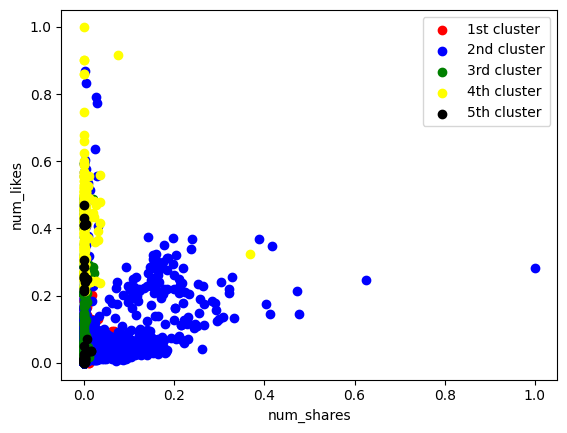 1st cluster
2nd cluster
3rd cluster
4th cluster
5th cluster
num_likes
1.0
0.8
0.6
0.4
0.2
0.0
0.0 0.2 0.4 0.6 0.8 1.0
num_shares